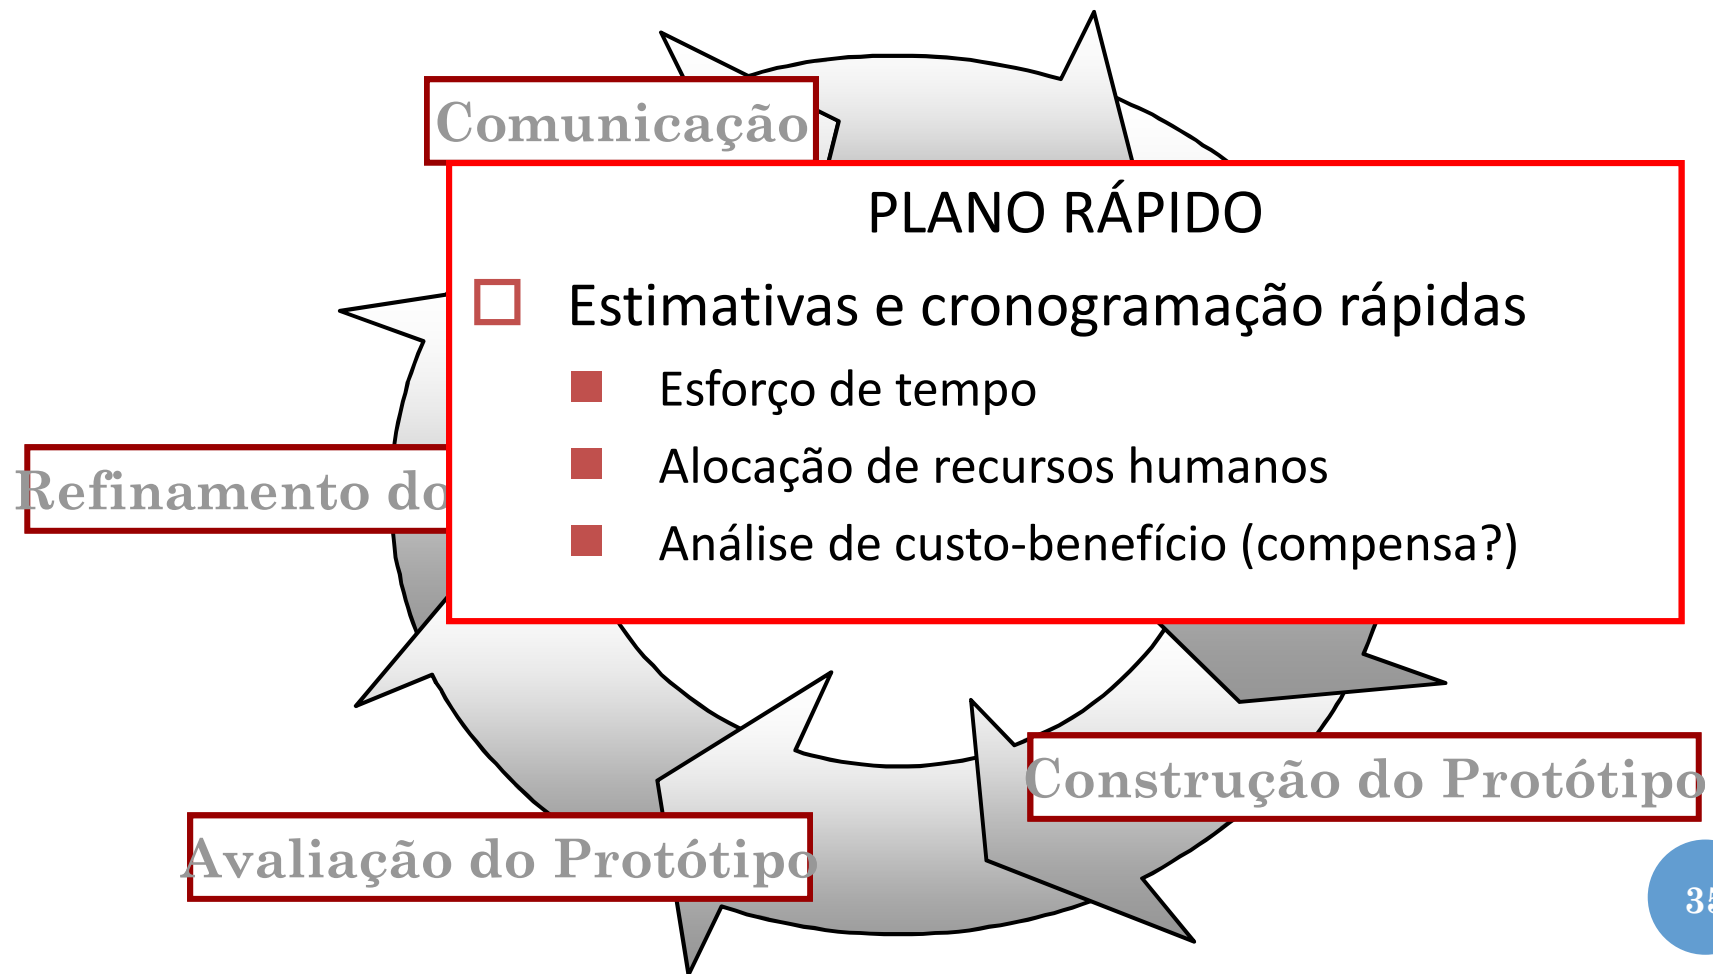 Comunicação
PLANO RÁPIDO
Estimativas e cronogramação rápidas
Esforço de tempo
Alocação de recursos humanos
Análise de custo-benefício (compensa?)
Refinamento do
Construção do Protótipo
Avaliação do Protótipo
35